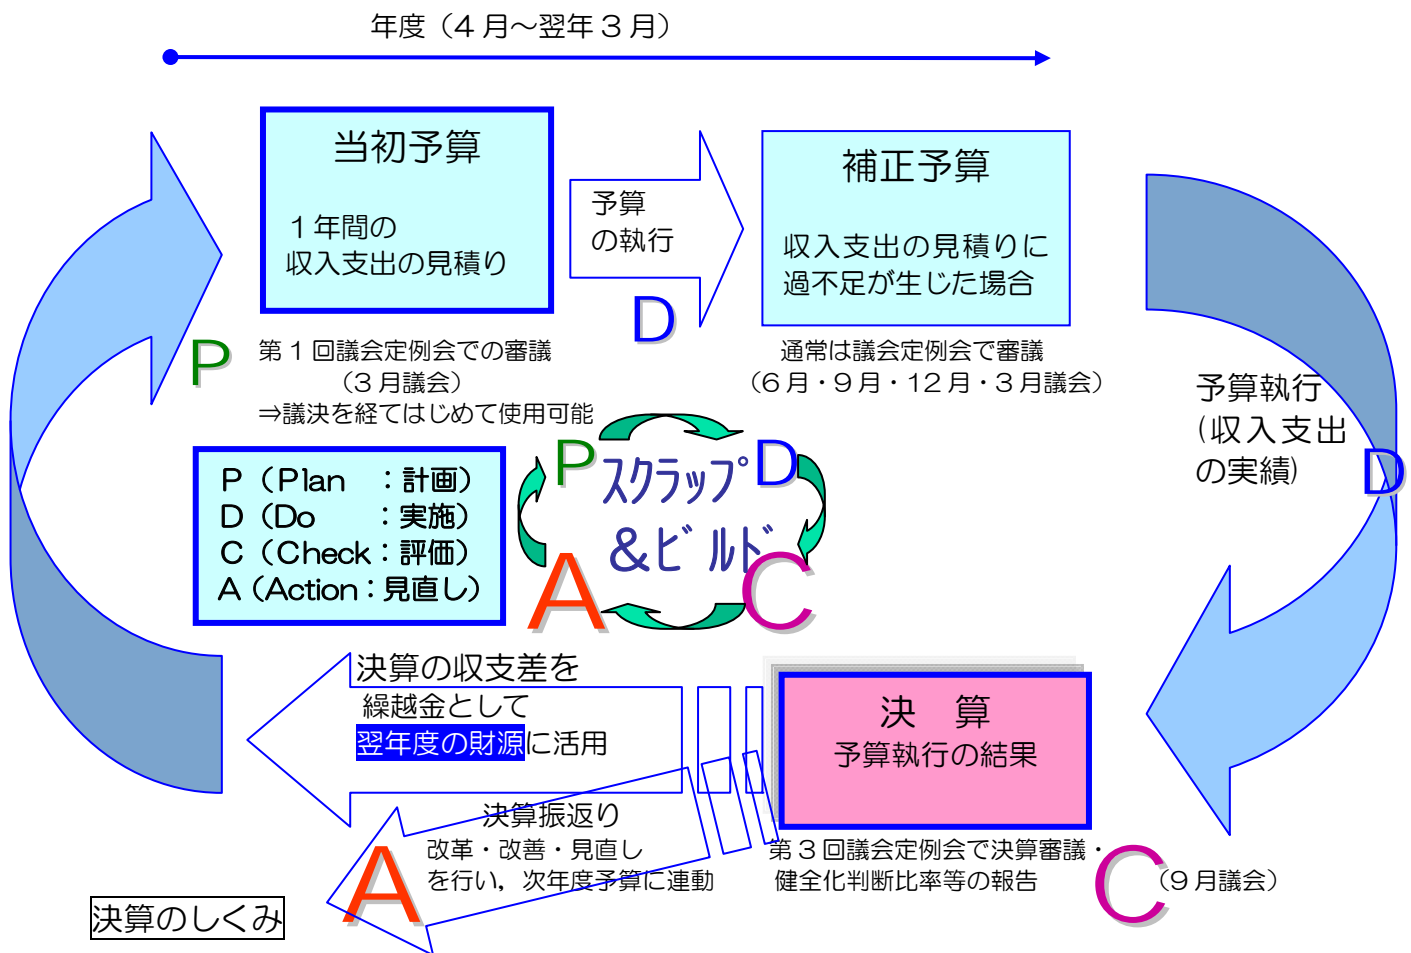 年度（４月～翌年３月）
当初予算
１年間の
収入支出の見積り
予算
の執行
D
補正予算
収入支出の見積りに
過不足が生じた場合
P
第１回議会定例会での審議
（３月議会）
⇒議決を経てはじめて使用可能
通常は議会定例会で審議
（６月・９月・１２月・３月議会）
予算執行
（収入支出
の実績）
D
P（Plan　：計画）
D（Do　　：実施）
C（Check：評価）
A（Action：見直し）
P
D
スクラップ
＆ビルド
A
C
決算の収支差を
繰越金として
翌年度の財源に活用
決　算
予算執行の結果
決算振返り
改革・改善・見直し
を行い，次年度予算に連動
A
第３回議会定例会で決算審議・
健全化判断比率等の報告
C
（９月議会）
決算のしくみ